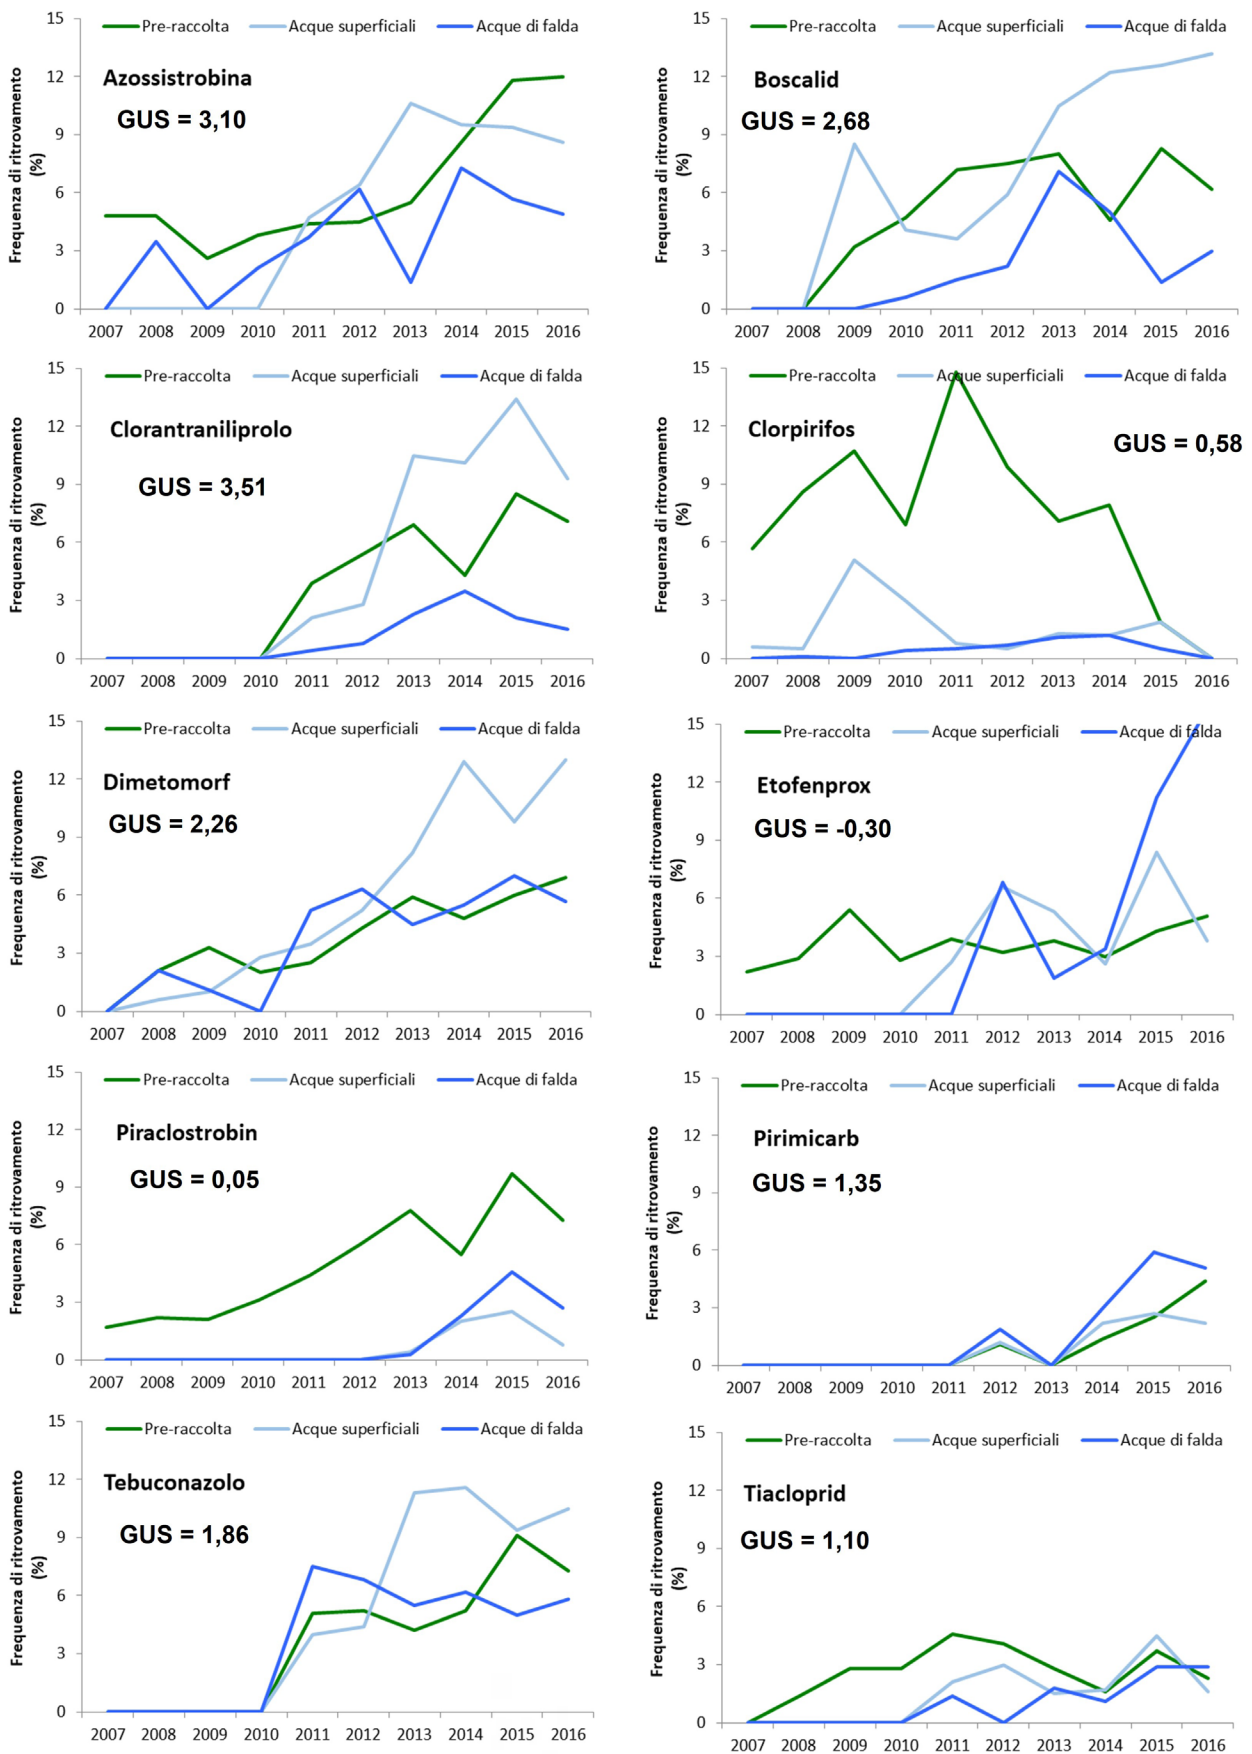 Pre-raccolta Acque superficiali Acque di falda
Azossistrobina
GUS = 3,10
Frequenza di ritrovamento
(%)
15
12
9
6
3
0
2007 2008 2009 2010 2011 2012 2013 2014 2015 2016
Pre-raccolta Acque superficiali Acque di falda
Boscalid
GUS = 2,68
Frequenza di ritrovamento
(%)
15
12
9
6
3
0
2007 2008 2009 2010 2011 2012 2013 2014 2015 2016
Pre-raccolta Acque superficiali Acque di falda
Clorantraniliprolo
GUS = 3,51
Frequenza di ritrovamento
(%)
15
12
9
6
3
0
2007 2008 2009 2010 2011 2012 2013 2014 2015 2016
Pre-raccolta Acque superficiali Acque di falda
Clorpirifos
GUS = 0,58
Frequenza di ritrovamento
(%)
15
12
9
6
3
0
2007 2008 2009 2010 2011 2012 2013 2014 2015 2016
Pre-raccolta Acque superficiali Acque di falda
Dimetomorf
GUS = 2,26
Frequenza di ritrovamento
(%)
15
12
9
6
3
0
2007 2008 2009 2010 2011 2012 2013 2014 2015 2016
Pre-raccolta Acque superficiali Acque di falda
Etofenprox
GUS = -0,30
Frequenza di ritrovamento
(%)
15
12
9
6
3
0
2007 2008 2009 2010 2011 2012 2013 2014 2015 2016
Pre-raccolta Acque superficiali Acque di falda
Piraclostrobin
GUS = 0,05
Frequenza di ritrovamento
(%)
15
12
9
6
3
0
2007 2008 2009 2010 2011 2012 2013 2014 2015 2016
Pre-raccolta Acque superficiali Acque di falda
Pirimicarb
GUS = 1,35
Frequenza di ritrovamento
(%)
15
12
9
6
3
0
2007 2008 2009 2010 2011 2012 2013 2014 2015 2016
Pre-raccolta Acque superficiali Acque di falda
Tebuconazolo
GUS = 1,86
Frequenza di ritrovamento
(%)
15
12
9
6
3
0
2007 2008 2009 2010 2011 2012 2013 2014 2015 2016
Pre-raccolta Acque superficiali Acque di falda
Tiacloprid
GUS = 1,10
Frequenza di ritrovamento
(%)
15
12
9
6
3
0
2007 2008 2009 2010 2011 2012 2013 2014 2015 2016